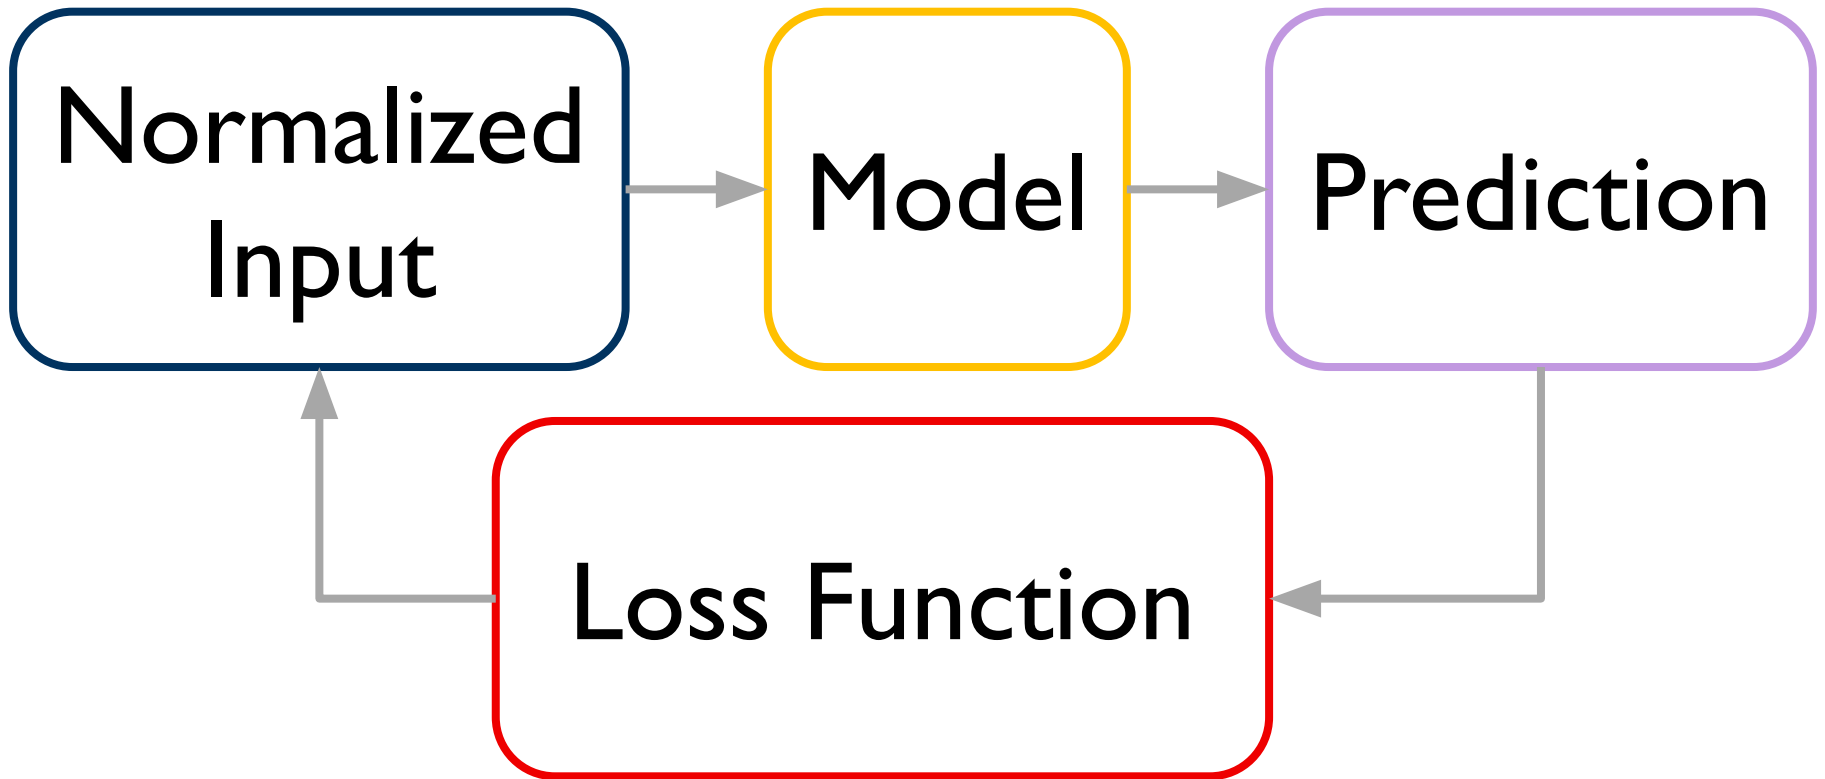 Normalized
Input
Model
Prediction
Loss Function